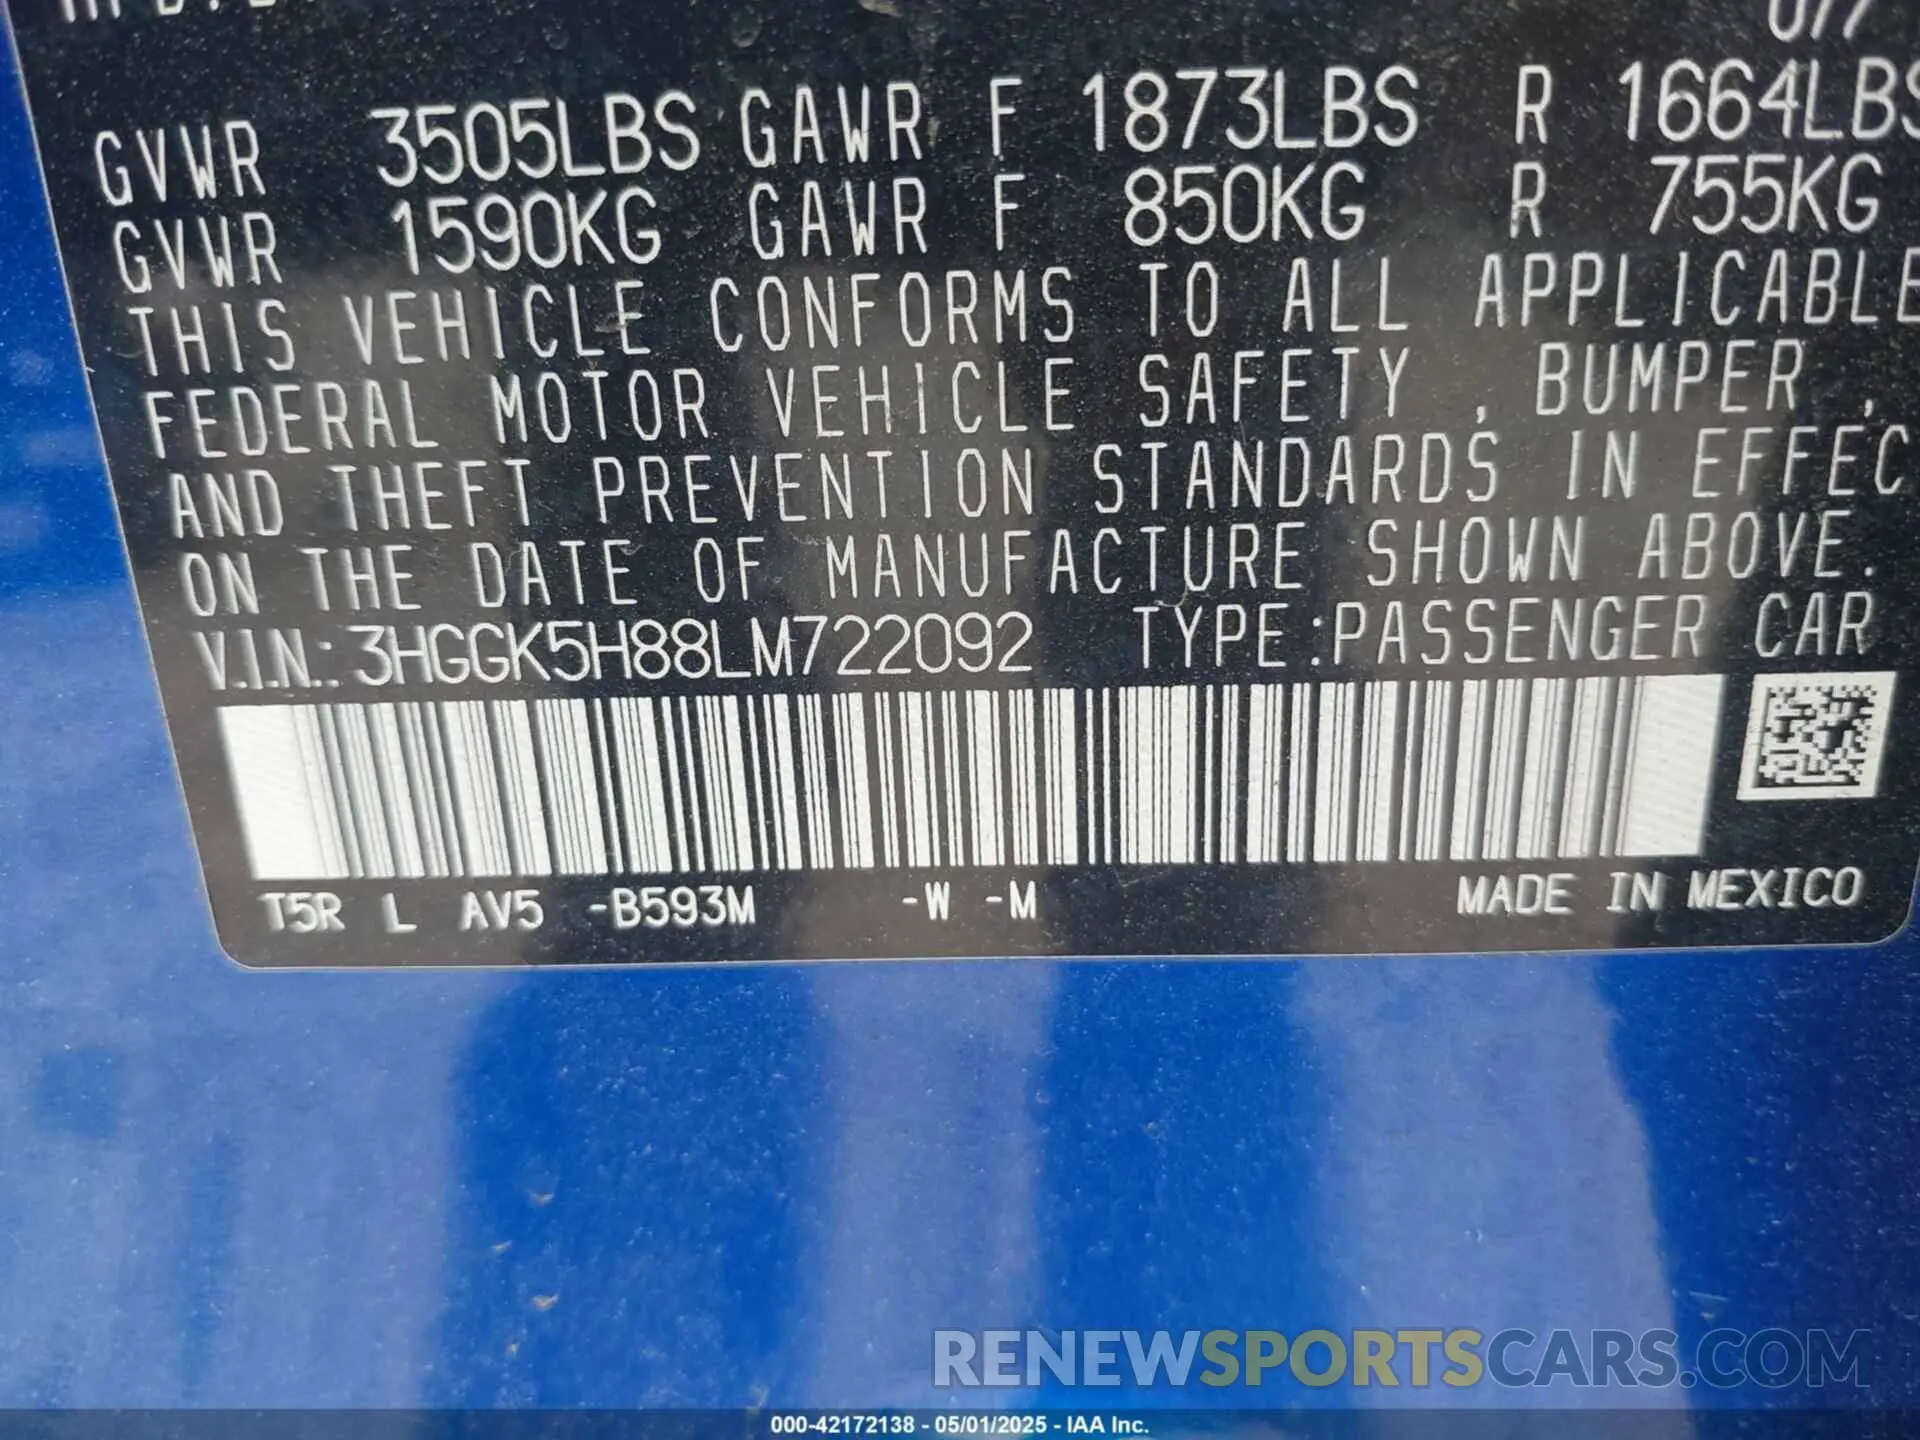 GVWR 3505LBS GAWR F 1873LBS R 1664LBS
GVWR 1590KG GAWR F 850KG R 755KG
THIS VEHICLE CONFORMS TO ALL APPLICABLE
FEDERAL MOTOR VEHICLE SAFETY , BUMPER ,
AND THEFT PREVENTION STANDARDS IN EFFEC
ON THE DATE OF MANUFACTURE SHOWN ABOVE.
V.I.N.: 3HGGK5H88LM722092 TYPE:PASSENGER CAR
T5R L AV5 -B593M -W -M MADE IN MEXICO
RENEWSPORTSCARS.COM
000-42172138 - 05/01/2025 - IAA Inc.